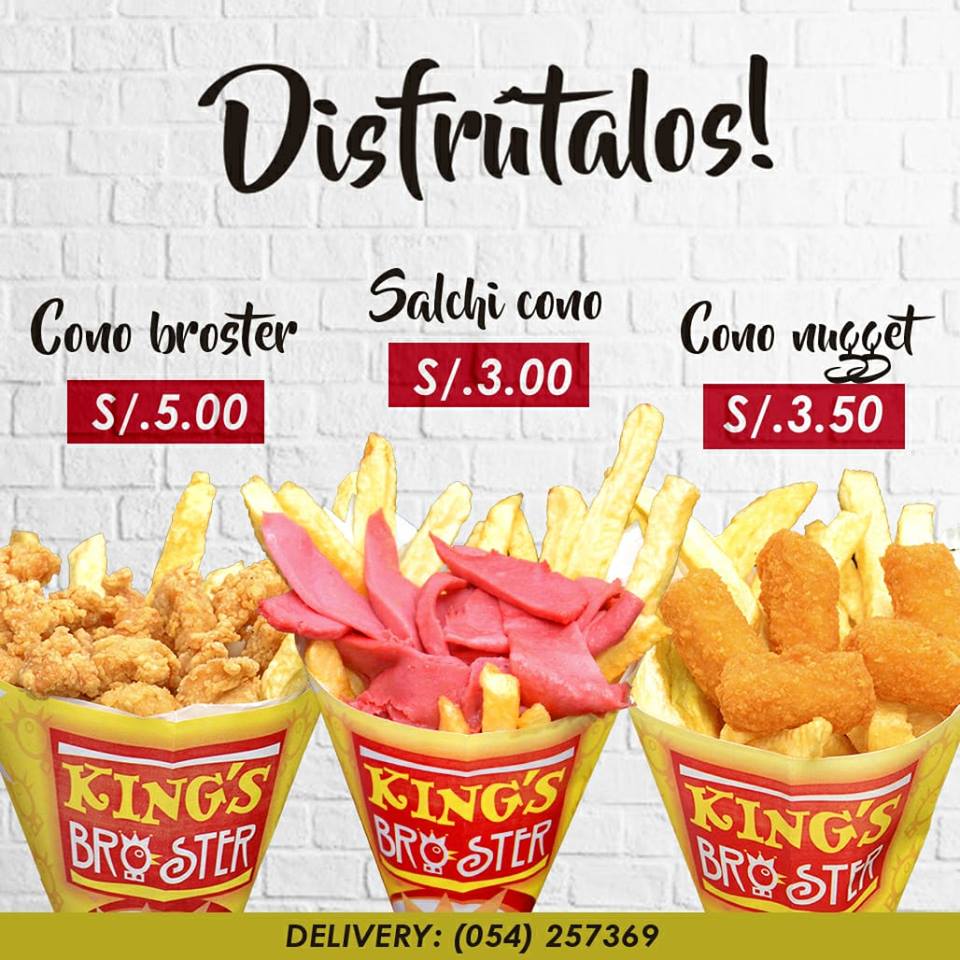 Disfrútalos!
Cono broster
S/.5.00
Salchi cono
S/.3.00
Cono nugget
S/.3.50
KING'S
BROSTER
KING'S
BROSTER
KING'S
BROSTER
DELIVERY: (054) 257369